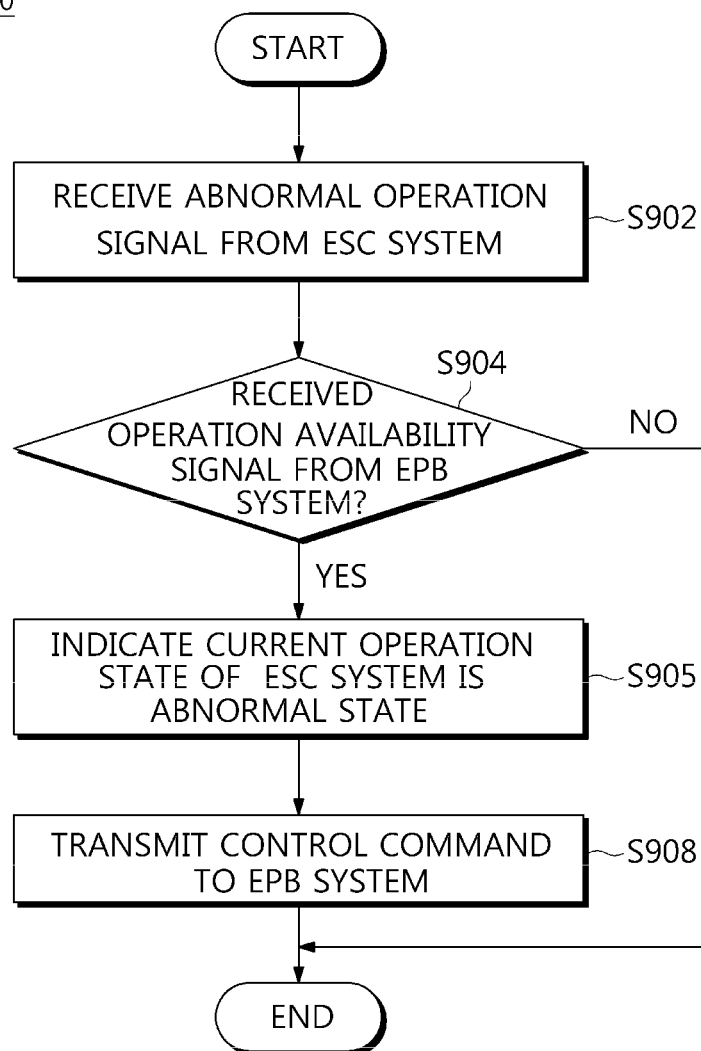 0
START
RECEIVE ABNORMAL OPERATION
SIGNAL FROM ESC SYSTEM
S902
S904
RECEIVED
OPERATION AVAILABILITY
SIGNAL FROM EPB
SYSTEM?
NO
YES
INDICATE CURRENT OPERATION
STATE OF ESC SYSTEM IS
ABNORMAL STATE
S905
TRANSMIT CONTROL COMMAND
TO EPB SYSTEM
S908
END